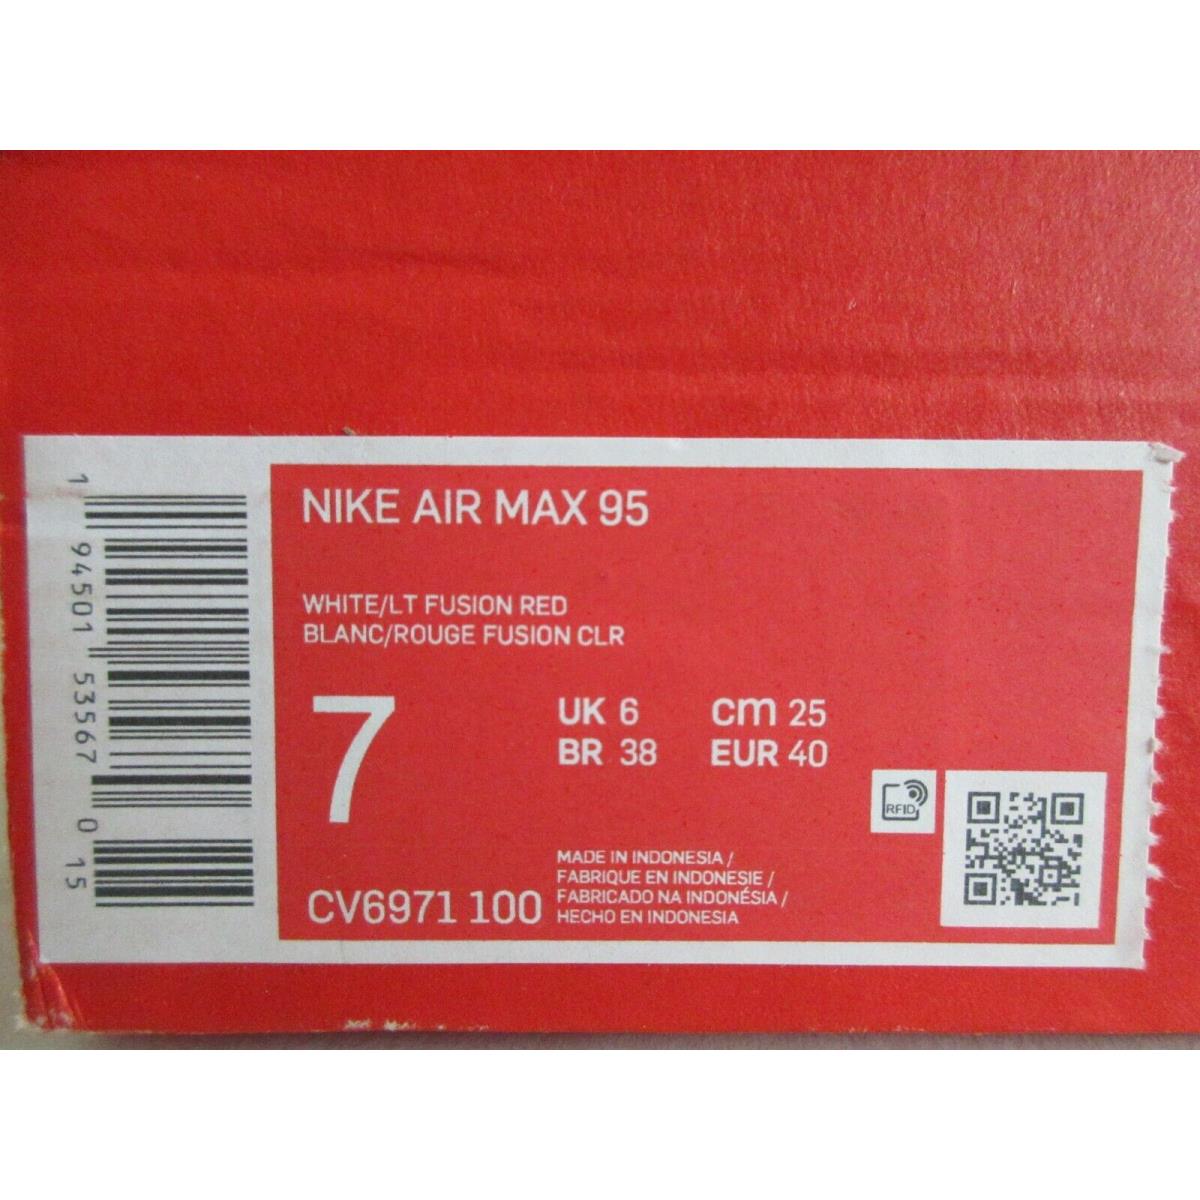 1 94501 53567 0 15
NIKE AIR MAX 95
WHITE/LT FUSION RED
BLANC/ROUGE FUSION CLR
7
UK 6 cm 25
BR 38 EUR 40
RFID
MADE IN INDONESIA /
FABRIQUE EN INDONESIE /
FABRICADO NA INDONÉSIA /
HECHO EN INDONESIA
CV6971 100